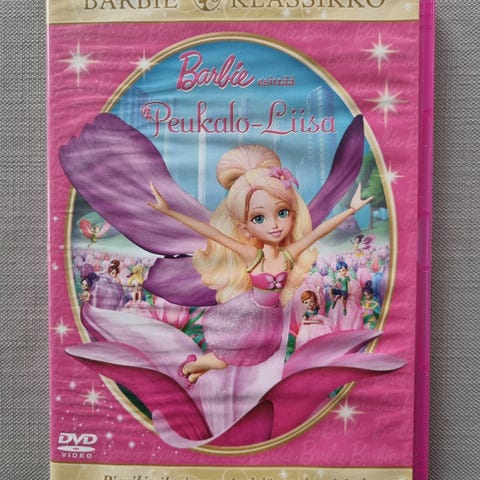 BARBIE & KLASSIKKO
Barbie esittää
Peukalo-Liisa
DVD
VIDEO